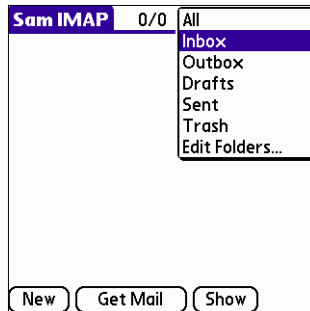 Sam IMAP 0/0 All
Inbox
Outbox
Drafts
Sent
Trash
Edit Folders...
New Get Mail Show